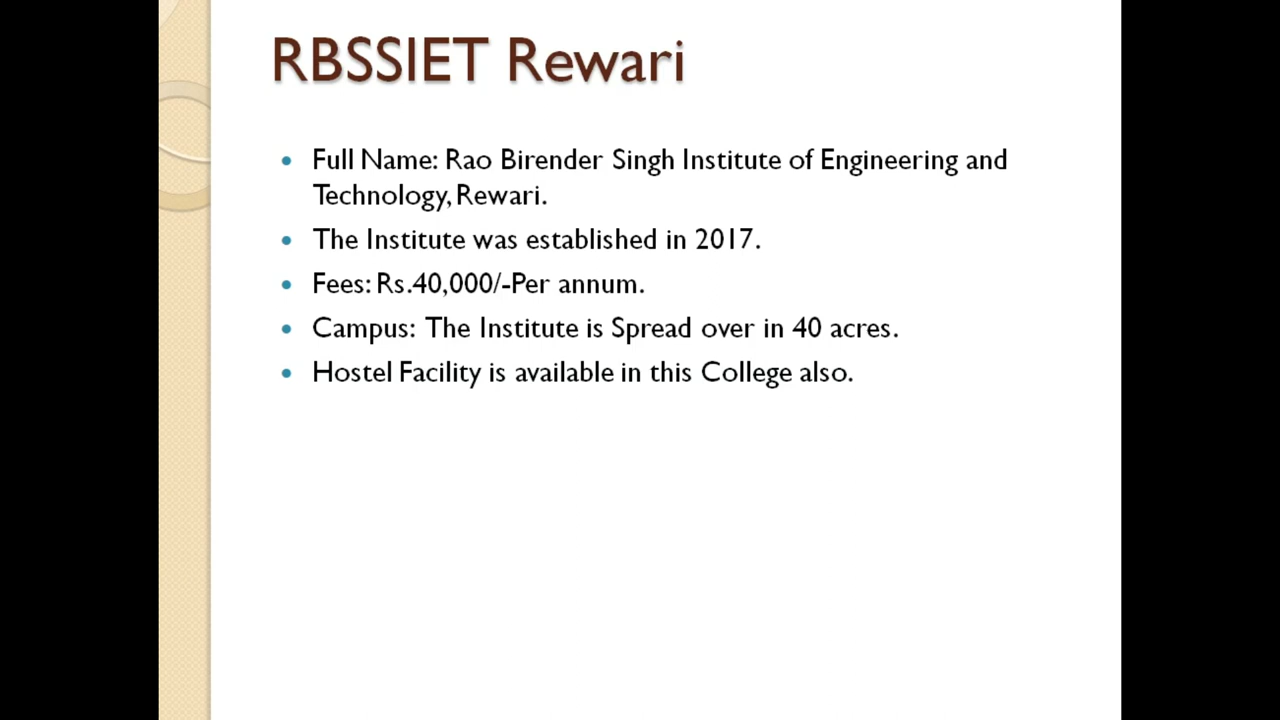 RBSSIET Rewari
• Full Name: Rao Birender Singh Institute of Engineering and
Technology, Rewari.
• The Institute was established in 2017.
• Fees: Rs.40,000/-Per annum.
• Campus: The Institute is Spread over in 40 acres.
• Hostel Facility is available in this College also.